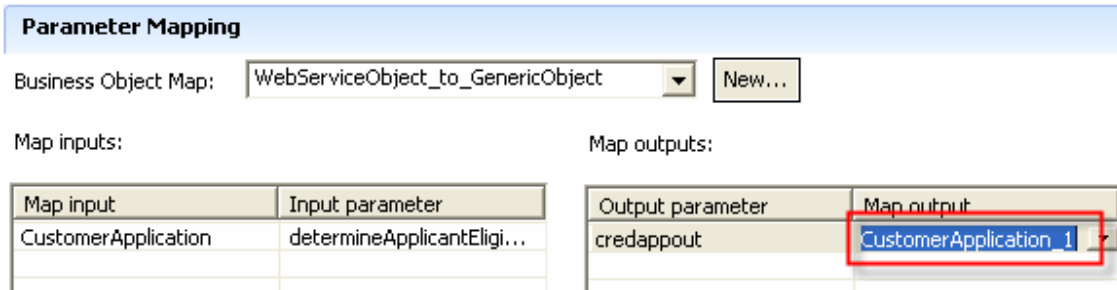 Parameter Mapping
Business Object Map: WebServiceObject_to_GenericObject New...
Map inputs: Map outputs:
Map input Input parameter Output parameter Map output
CustomerApplication determineApplicantEligi... credappout CustomerApplication_1